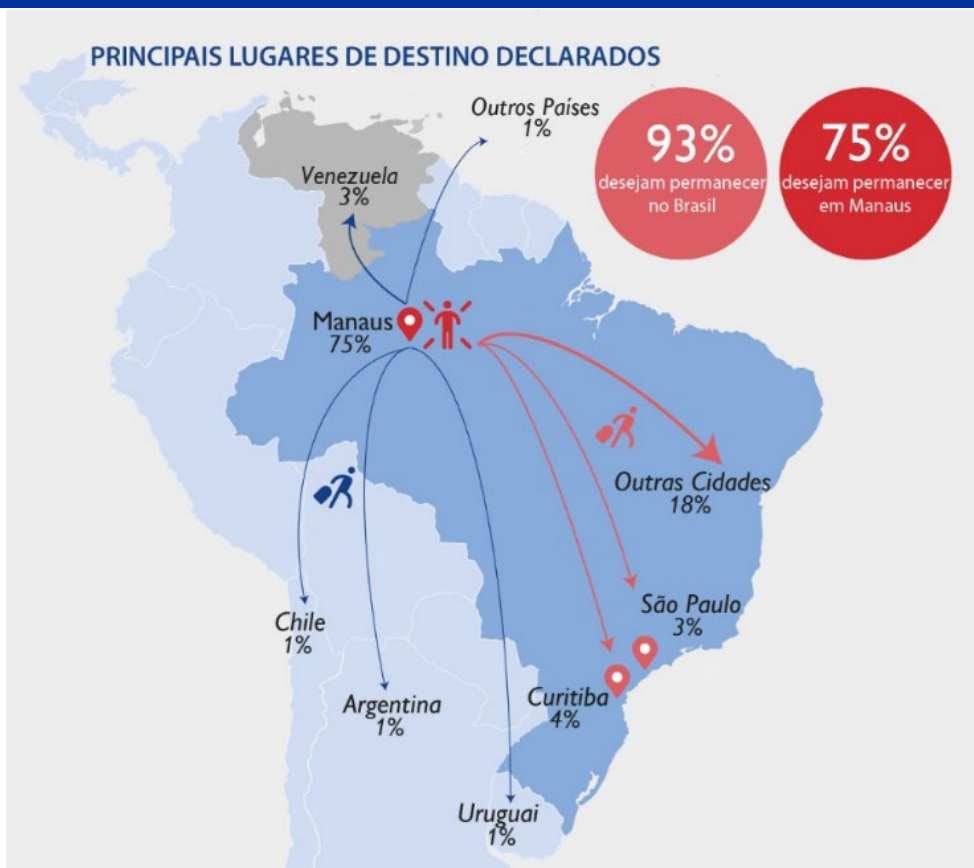 PRINCIPAIS LUGARES DE DESTINO DECLARADOS
Outros Países
1%
93%
desejam permanecer
no Brasil
75%
desejam permanecer
em Manaus
Venezuela
3%
Manaus
75%
Outras Cidades
18%
São Paulo
3%
Chile
1%
Curitiba
4%
Argentina
1%
Uruguai
1%